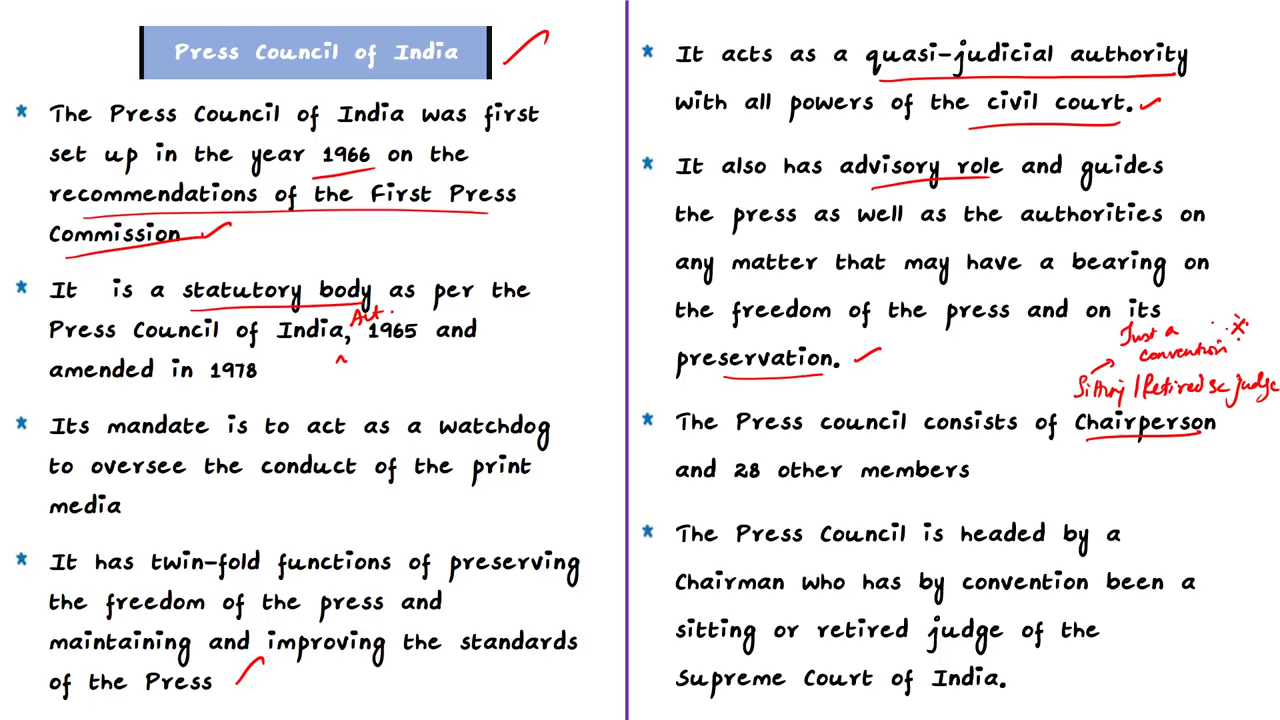 Press Council of India
* The Press Council of India was first
set up in the year 1966 on the
recommendations of the First Press
Commission
* It is a statutory body as per the
Act.
Press Council of India, 1965 and
^
amended in 1978
* Its mandate is to act as a watchdog
to oversee the conduct of the print
media
* It has twin-fold functions of preserving
the freedom of the press and
maintaining and improving the standards
of the Press
* It acts as a quasi-judicial authority
with all powers of the civil court.
* It also has advisory role and guides
the press as well as the authorities on
any matter that may have a bearing on
the freedom of the press and on its
preservation.
Just a
convention
Sitting / Retired SC judge
* The Press council consists of Chairperson
and 28 other members
* The Press Council is headed by a
Chairman who has by convention been a
sitting or retired judge of the
Supreme Court of India.